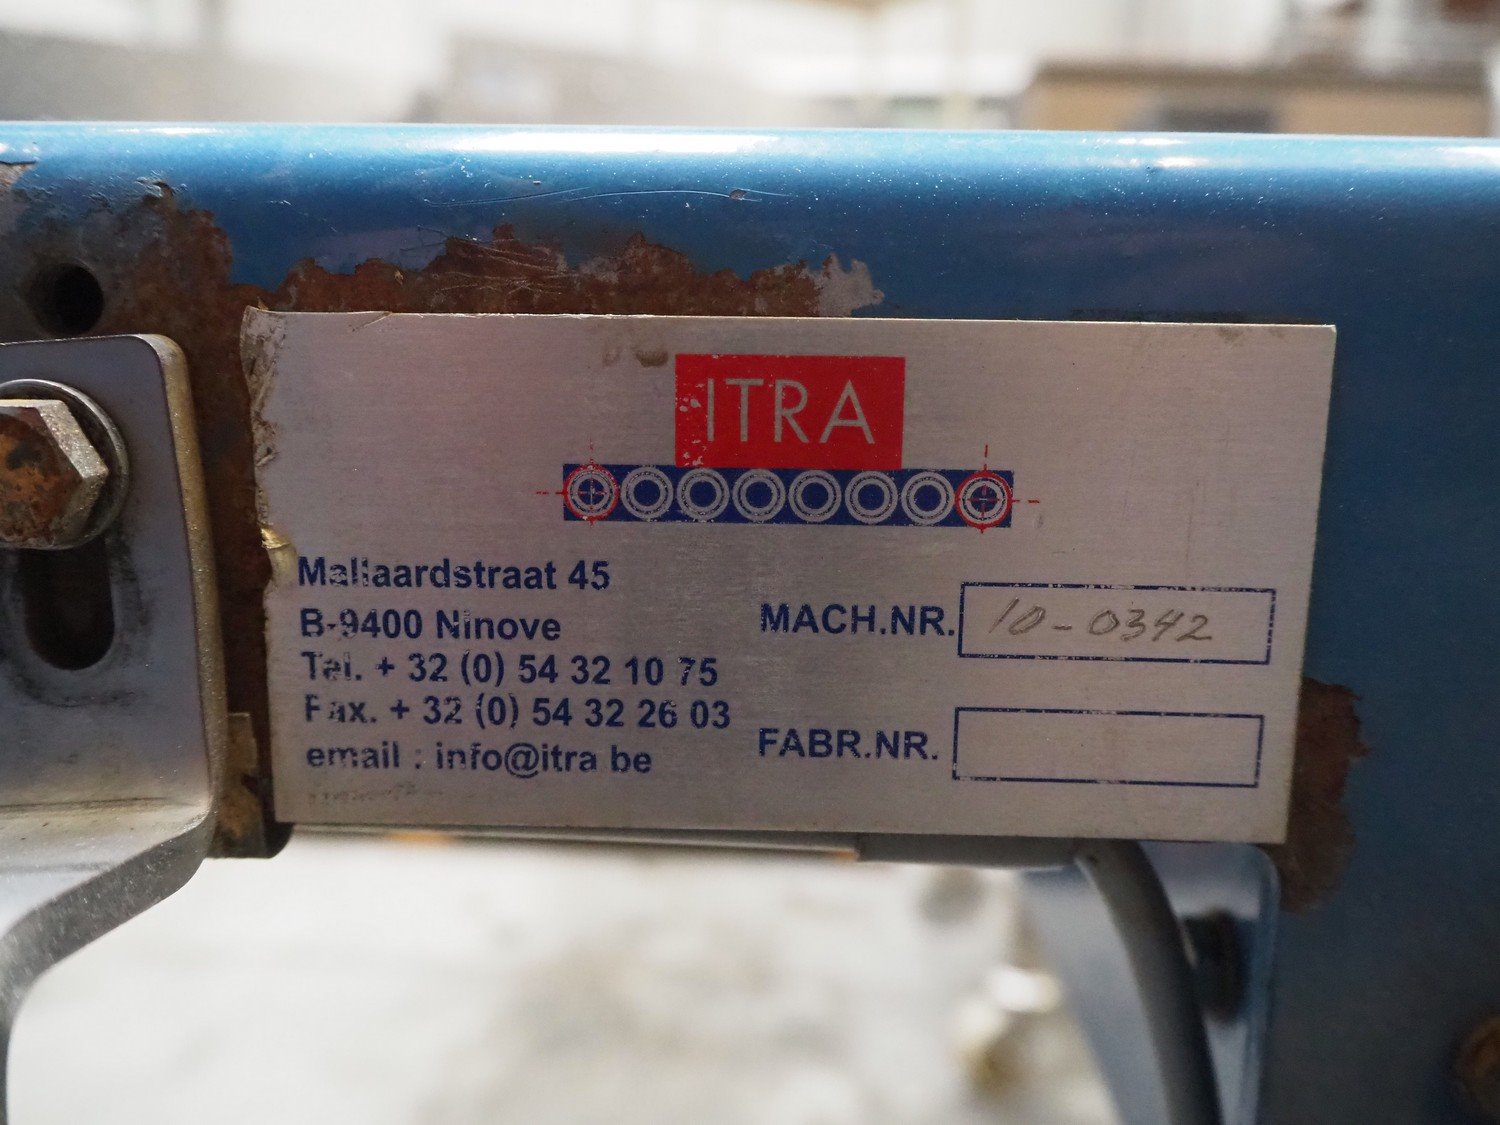 ITRA
Mallaardstraat 45
B-9400 Ninove
Tel. + 32 (0) 54 32 10 75
Fax. + 32 (0) 54 32 26 03
email : info@itra.be
MACH.NR. 10-0342
FABR.NR.